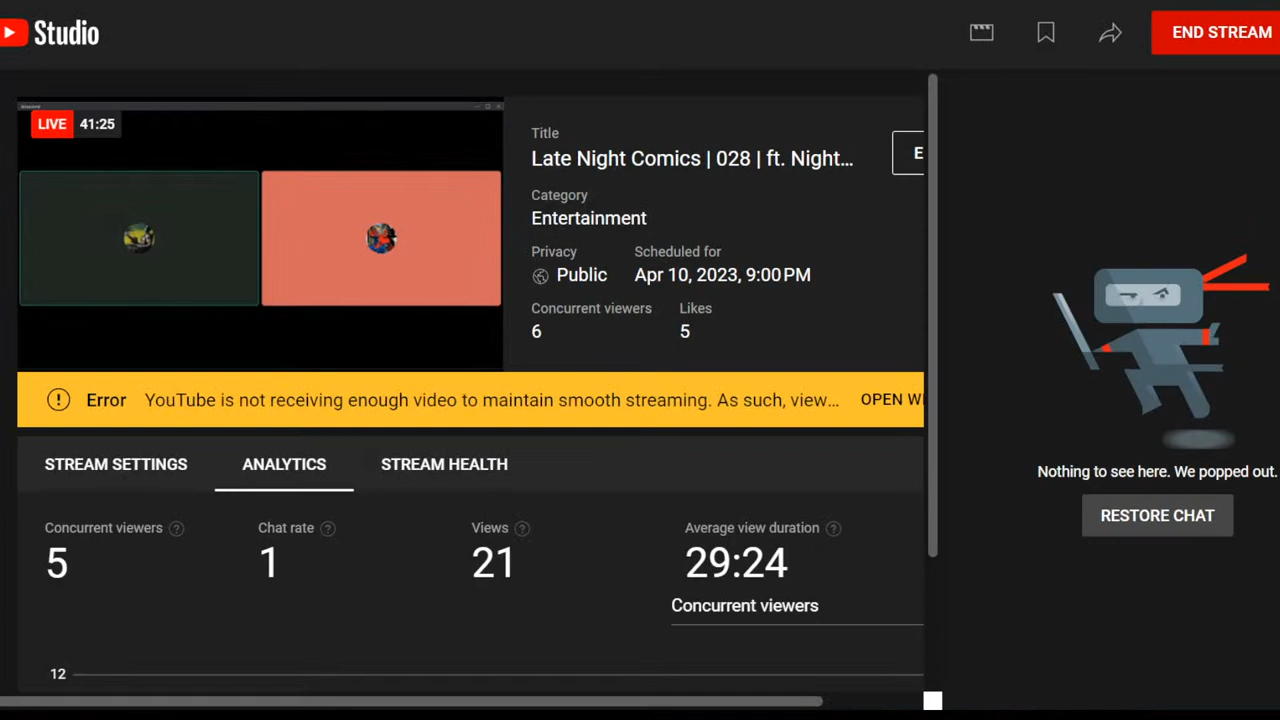 Studio
END STREAM
LIVE 41:25
Title
Late Night Comics | 028 | ft. Night...
E
Category
Entertainment
Privacy
Public
Scheduled for
Apr 10, 2023, 9:00 PM
Concurrent viewers
6
Likes
5
Error YouTube is not receiving enough video to maintain smooth streaming. As such, view... OPEN WI
STREAM SETTINGS ANALYTICS STREAM HEALTH
Concurrent viewers
5
Chat rate
1
Views
21
Average view duration
29:24
Concurrent viewers
12
Nothing to see here. We popped out.
RESTORE CHAT